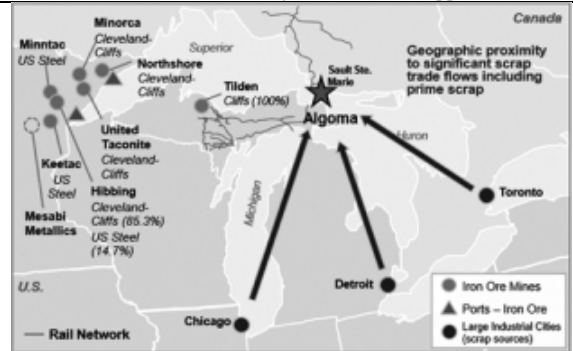 Canada
Minorca
Cleveland-
Cliffs
Minntac
US Steel
Northshore
Cleveland-
Cliffs
Superior
Tilden
Cliffs (100%)
Sault Ste.
Marie
Algoma
Geographic proximity
to significant scrap
trade flows including
prime scrap
Huron
United
Taconite
Cleveland-
Cliffs
Keetac
US
Steel
Hibbing
Cleveland-
Cliffs (85.3%)
US Steel
(14.7%)
Mesabi
Metallics
Michigan
Toronto
Detroit
Chicago
U.S.
Rail Network
Iron Ore Mines
Ports – Iron Ore
Large Industrial Cities
(scrap sources)